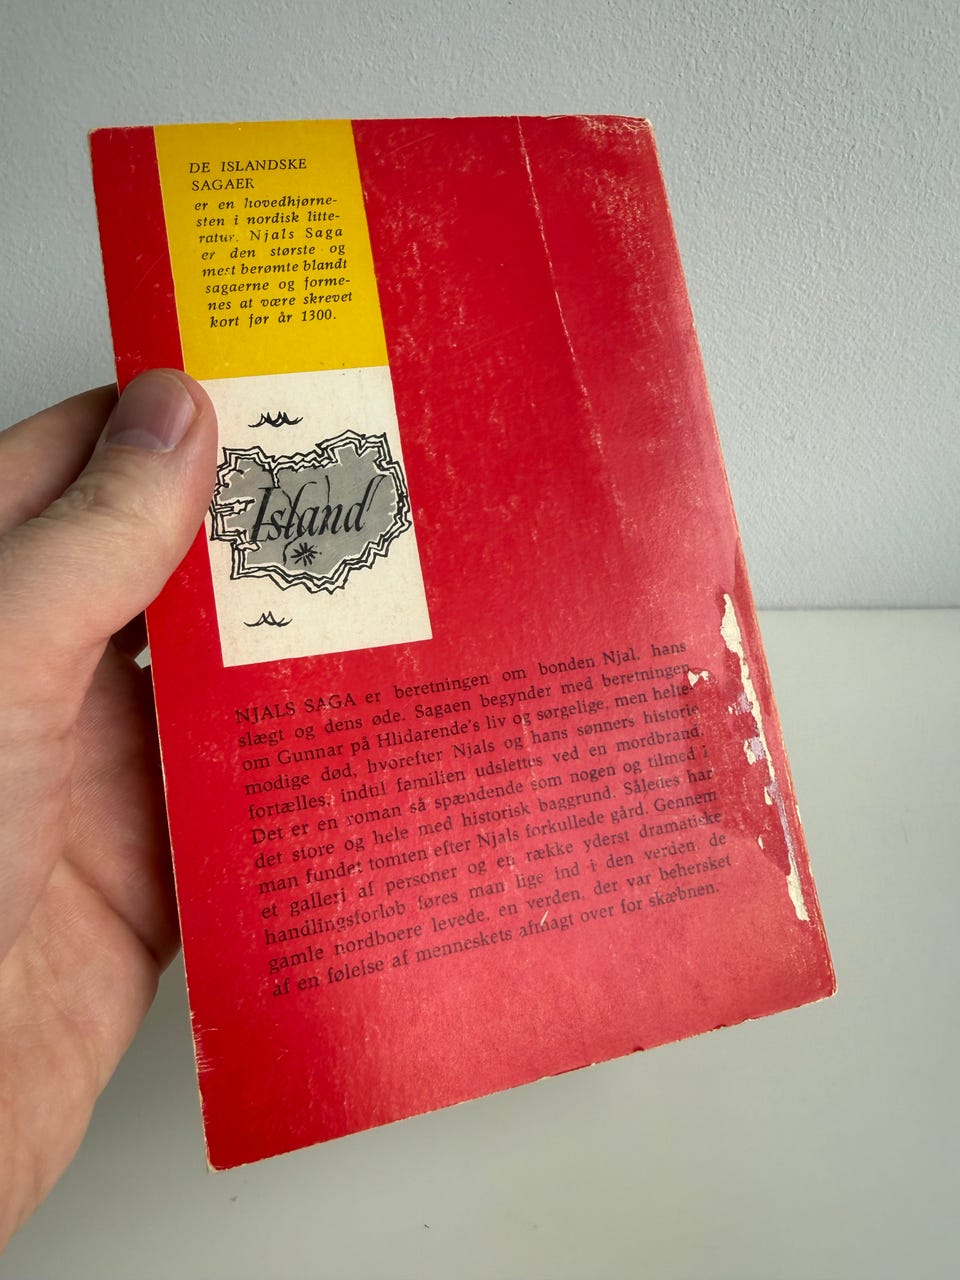 DE ISLANDSKE
SAGAER
er en hovedhjørne-
sten i nordisk litte-
ratur. Njals Saga
er den største og
mest berømte blandt
sagaerne og forme-
nes at være skrevet
kort før år 1300.
Island
NJALS SAGA er beretningen om bonden Njal, hans
slægt og dens øde. Sagaen begynder med beretningen
om Gunnar på Hlidarende's liv og sørgelige, men helte-
modige død, hvorefter Njals og hans sønners historie
fortælles, indtil familien udslettes ved en mordbrand.
Det er en roman så spændende som nogen og tilmed i
det store og hele med historisk baggrund. Således har
man fundet tomten efter Njals forkullede gård. Gennem
et galleri af personer og en række yderst dramatiske
handlingsforløb føres man lige ind i den verden, de
gamle nordboere levede, en verden, der var behersket
af en følelse af menneskets afmagt over for skæbnen.